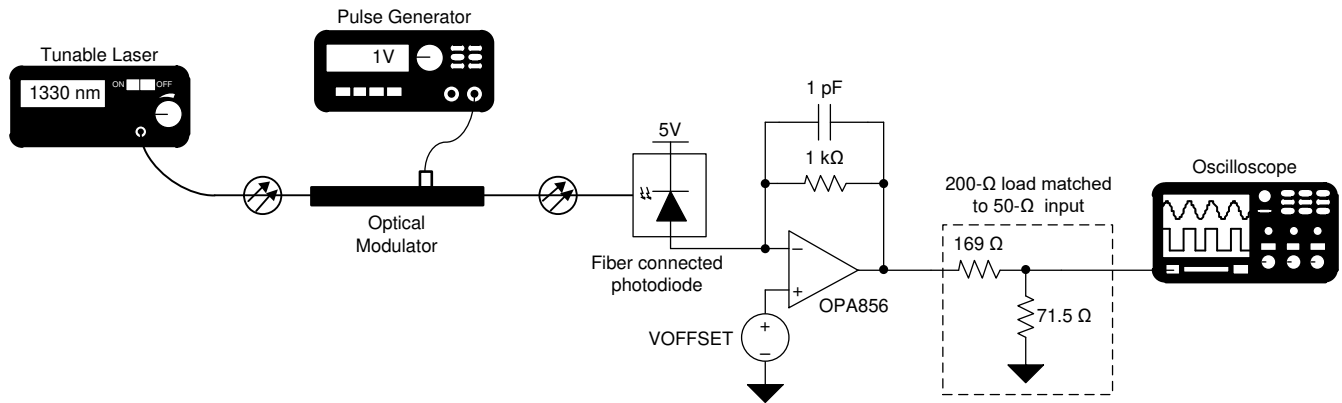 Pulse Generator
1V
Tunable Laser
1330 nm
ON
OFF
Optical
Modulator
5V
Fiber connected
photodiode
1 pF
1 kΩ
−
+
OPA856
VOFFSET
+
−
200-Ω load matched
to 50-Ω input
169 Ω
71.5 Ω
Oscilloscope